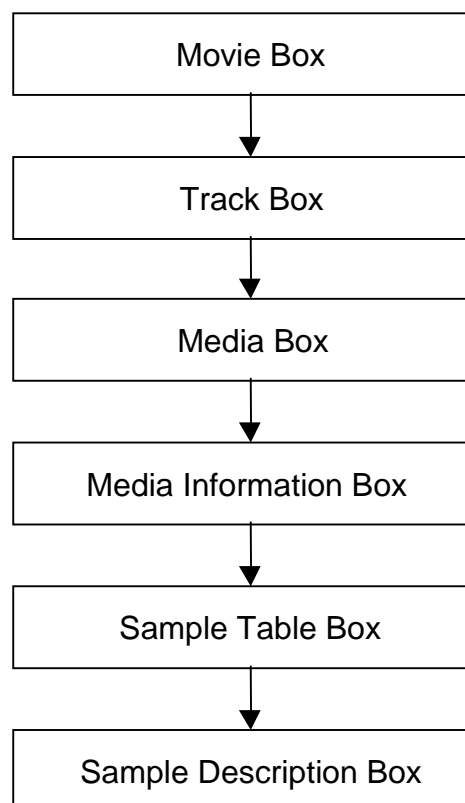 Movie Box
Track Box
Media Box
Media Information Box
Sample Table Box
Sample Description Box